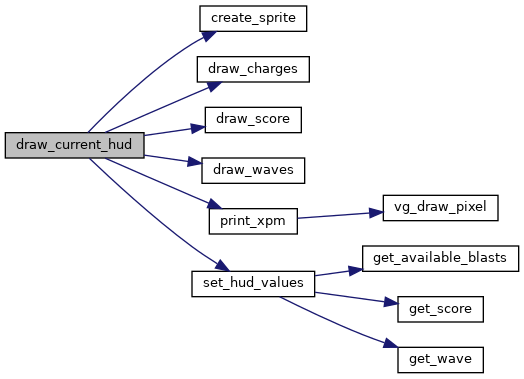 create_sprite
draw_charges
draw_score
draw_current_hud
draw_waves
vg_draw_pixel
print_xpm
get_available_blasts
set_hud_values
get_score
get_wave